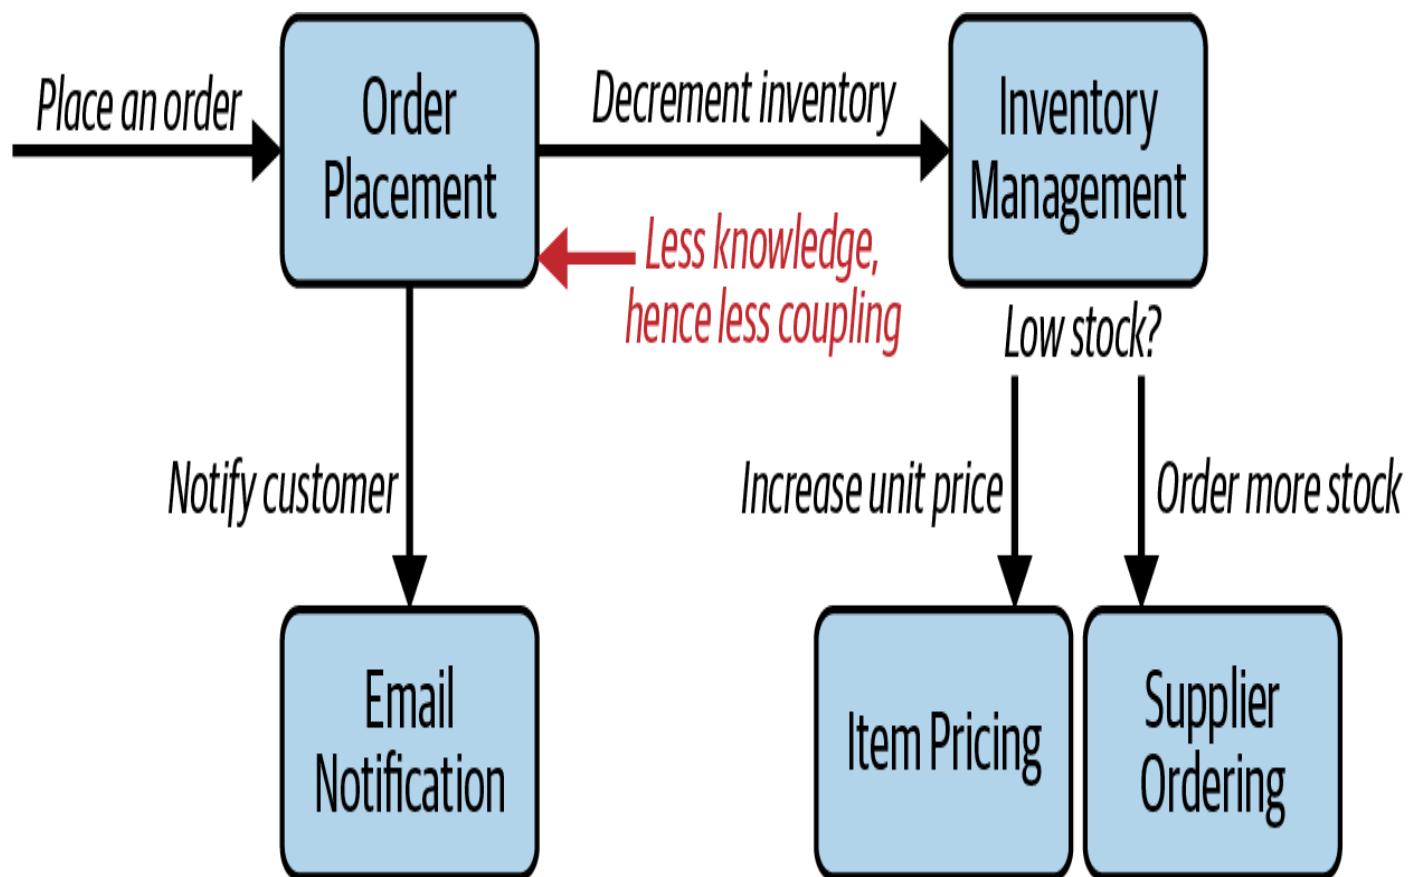 Place an order
Order
Placement
Decrement inventory
Inventory
Management
Less knowledge,
hence less coupling
Low stock?
Notify customer
Increase unit price
Order more stock
Email
Notification
Item Pricing
Supplier
Ordering